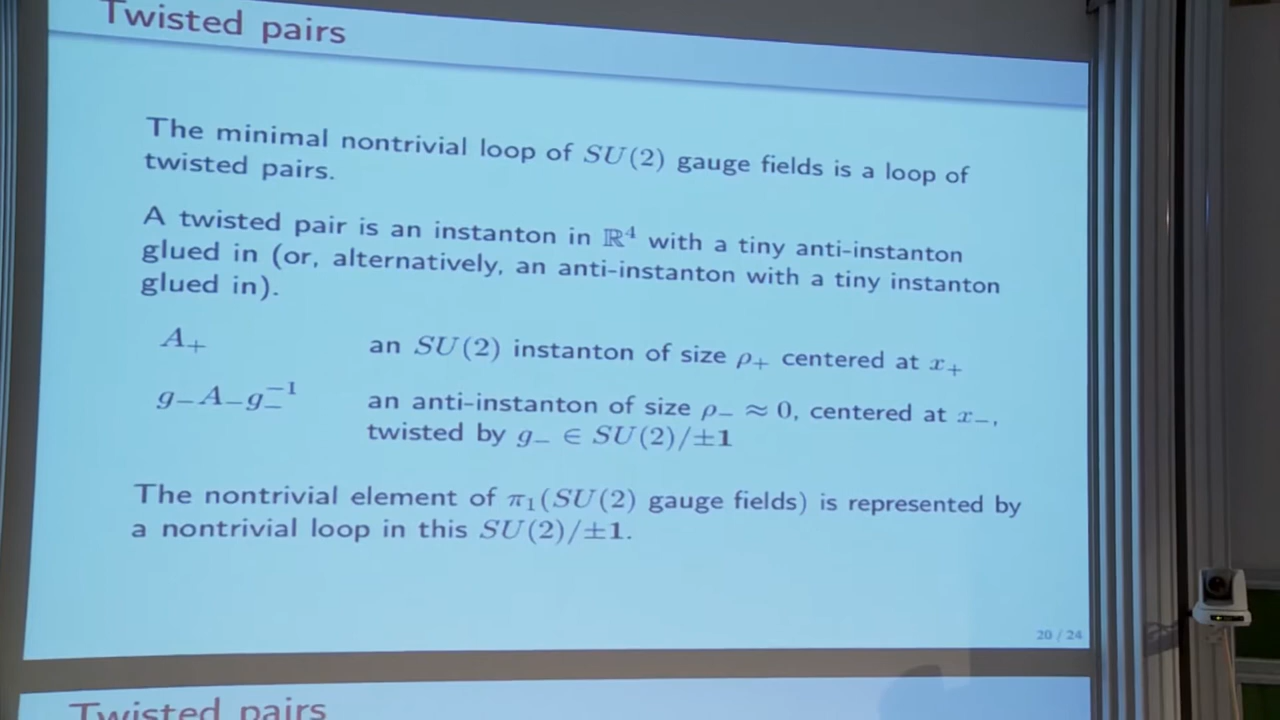 Twisted pairs
The minimal nontrivial loop of SU(2) gauge fields is a loop of
twisted pairs.
A twisted pair is an instanton in ℝ⁴ with a tiny anti-instanton
glued in (or, alternatively, an anti-instanton with a tiny instanton
glued in).
A₊ an SU(2) instanton of size ρ₊ centered at x₊
g₋A₋g₋⁻¹ an anti-instanton of size ρ₋ ≈ 0, centered at x₋,
twisted by g₋ ∈ SU(2)/±1
The nontrivial element of π₁(SU(2) gauge fields) is represented by
a nontrivial loop in this SU(2)/±1.
20 / 24
Twisted pairs